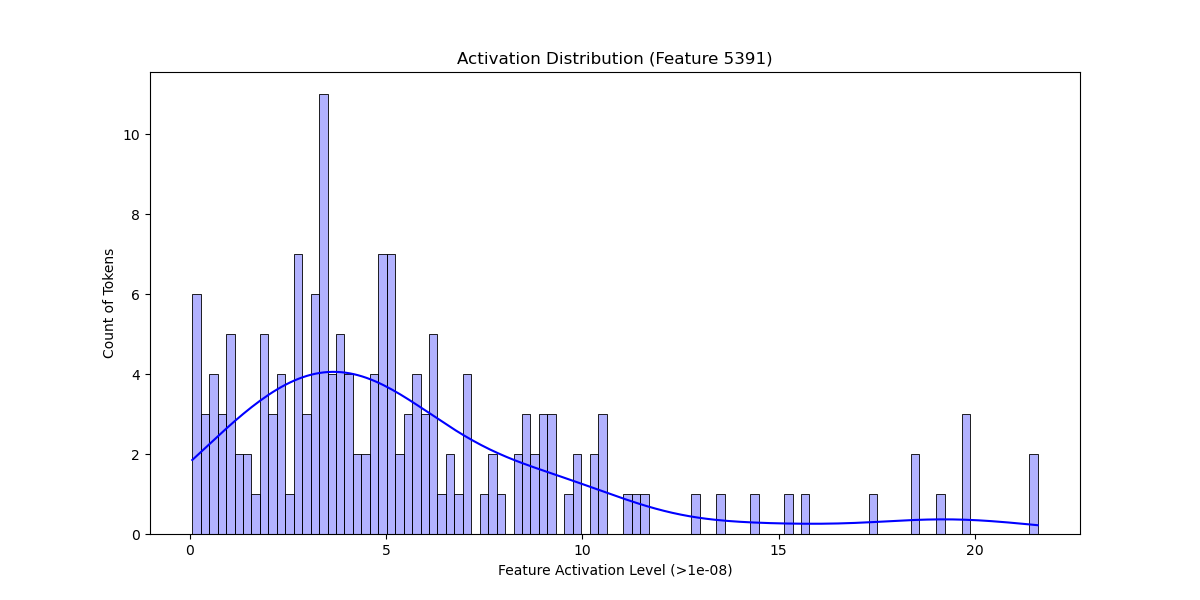 Activation Distribution (Feature 5391)
Count of Tokens
10
8
6
4
2
0
0 5 10 15 20
Feature Activation Level (>1e-08)